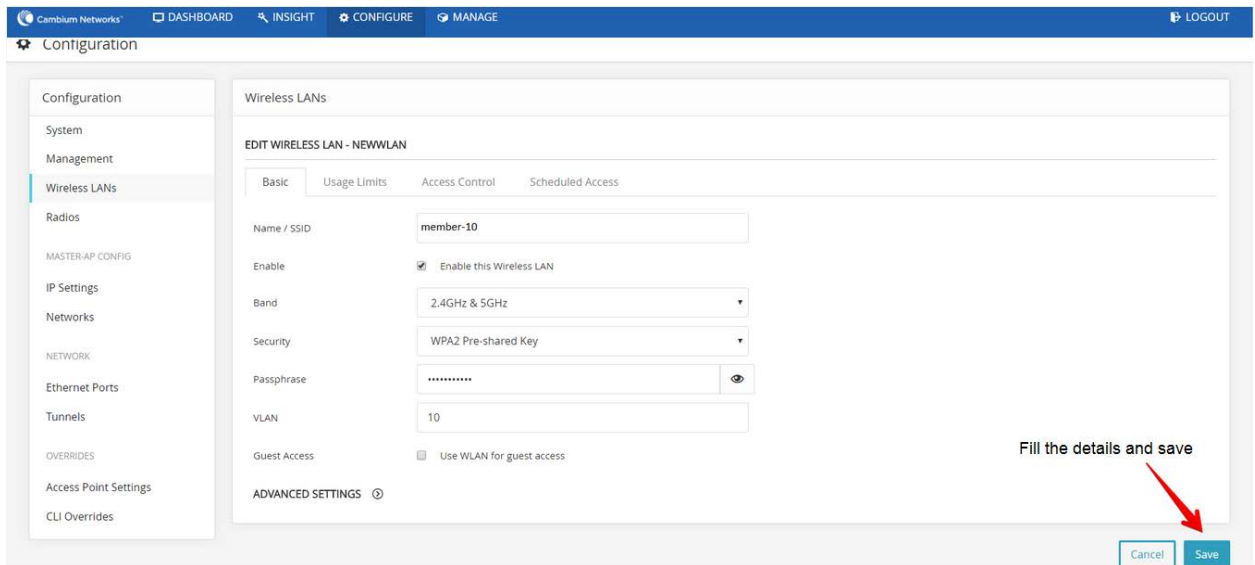 Cambium Networks™ DASHBOARD INSIGHT CONFIGURE MANAGE LOGOUT
Configuration
Configuration
System
Management
Wireless LANs
Radios
MASTER-AP CONFIG
IP Settings
Networks
NETWORK
Ethernet Ports
Tunnels
OVERRIDES
Access Point Settings
CLI Overrides
Wireless LANs
EDIT WIRELESS LAN - NEWWLAN
Basic Usage Limits Access Control Scheduled Access
Name / SSID member-10
Enable Enable this Wireless LAN
Band 2.4GHz & 5GHz
Security WPA2 Pre-shared Key
Passphrase •••••••••••
VLAN 10
Guest Access Use WLAN for guest access
ADVANCED SETTINGS
Fill the details and save
Cancel Save